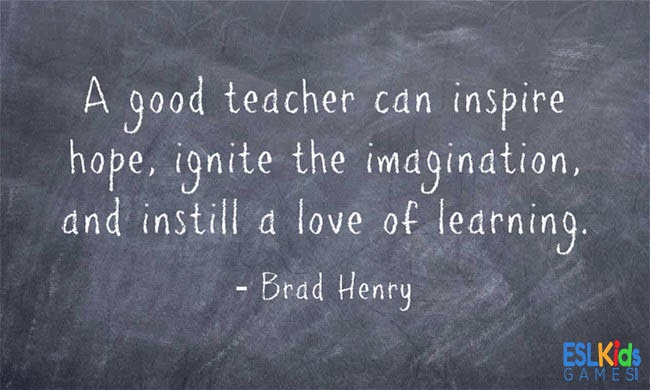 A good teacher can inspire
hope, ignite the imagination,
and instill a love of learning.
- Brad Henry
ESLKids
GAMES